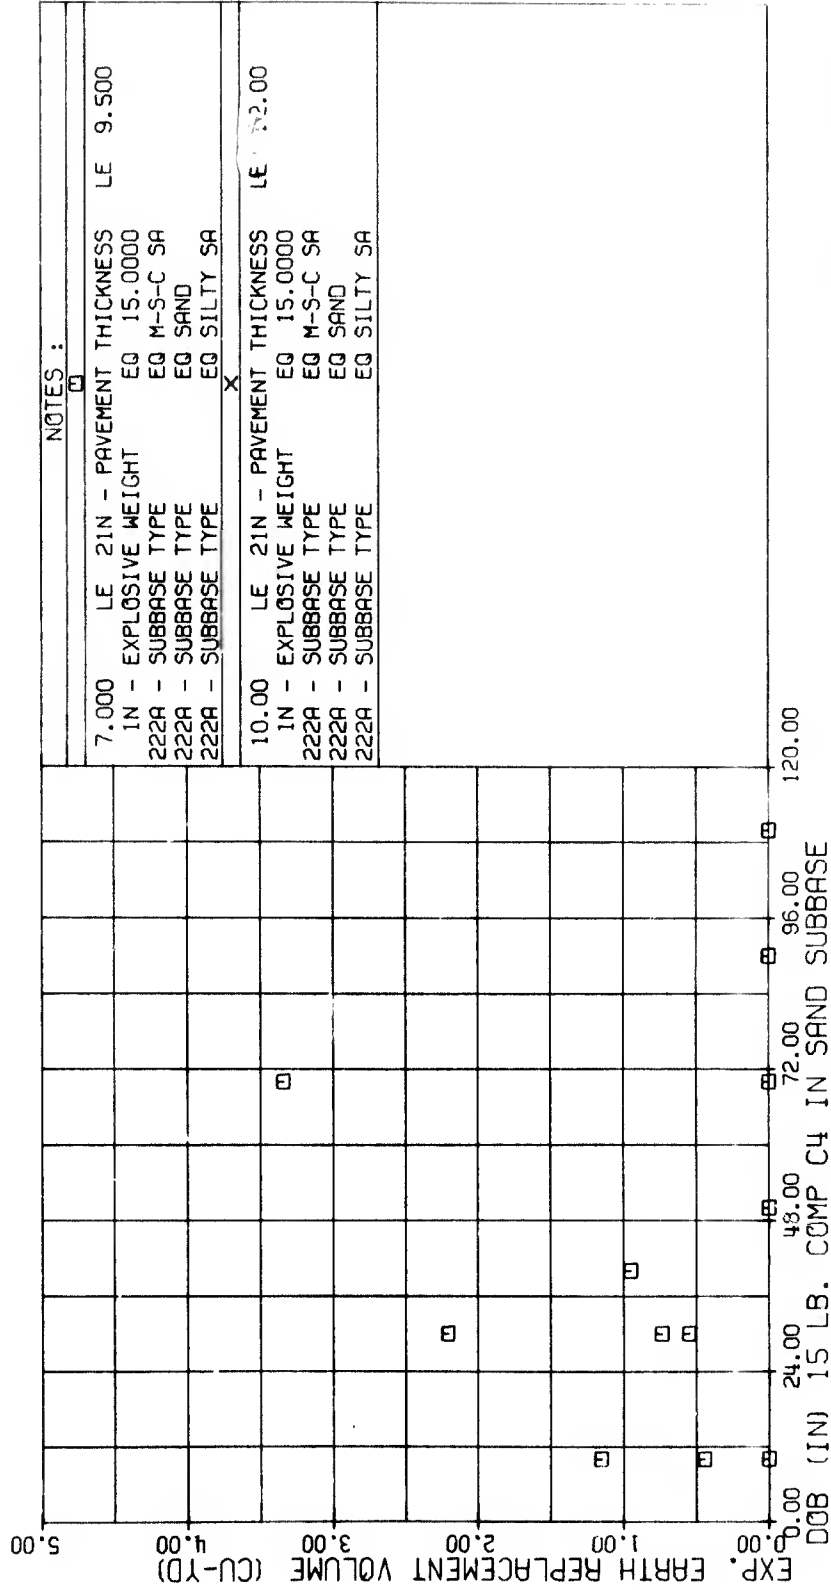 NOTES :
7.000 LE 21N - PAVEMENT THICKNESS LE 9.500
1N - EXPLOSIVE WEIGHT EQ 15.0000
222A - SUBBASE TYPE EQ M-S-C SA
222A - SUBBASE TYPE EQ SAND
222A - SUBBASE TYPE EQ SILTY SA
X
10.00 LE 21N - PAVEMENT THICKNESS LE
1N - EXPLOSIVE WEIGHT EQ 15.0000
222A - SUBBASE TYPE EQ M-S-C SA
222A - SUBBASE TYPE EQ SAND
222A - SUBBASE TYPE EQ SILTY SA
EXP. EARTH REPLACEMENT VOLUME (CU-YD)
5.00
4.00
3.00
2.00
1.00
0.00
0.00 24.00 48.00 72.00 96.00 120.00
DOB (IN) 15 LB. COMP C4 IN SAND SUBBASE